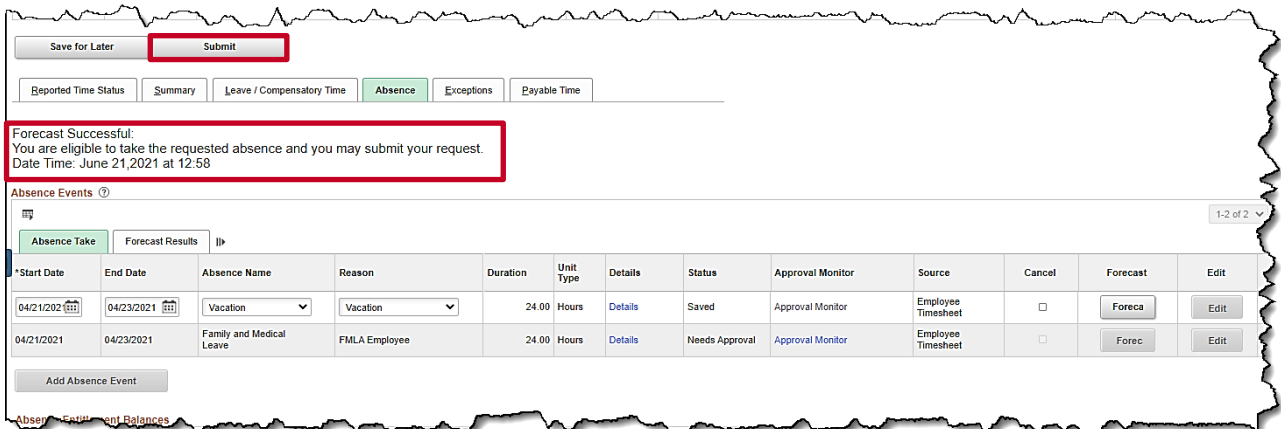 Save for Later Submit
Reported Time Status Summary Leave / Compensatory Time Absence Exceptions Payable Time
Forecast Successful:
You are eligible to take the requested absence and you may submit your request.
Date Time: June 21,2021 at 12:58
Absence Events ?
1-2 of 2
Absence Take Forecast Results
*Start Date End Date Absence Name Reason Duration Unit Type Details Status Approval Monitor Source Cancel Forecast Edit
04/21/2021 04/23/2021 Vacation Vacation 24.00 Hours Details Saved Approval Monitor Employee Timesheet Foreca Edit
04/21/2021 04/23/2021 Family and Medical Leave FMLA Employee 24.00 Hours Details Needs Approval Approval Monitor Employee Timesheet Forec Edit
Add Absence Event
Absence Entitlement Balances